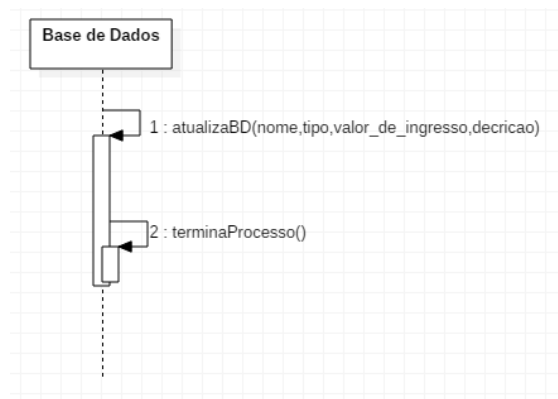 Base de Dados
1 : atualizaBD(nome,tipo,valor_de_ingresso,decricao)
2 : terminaProcesso()